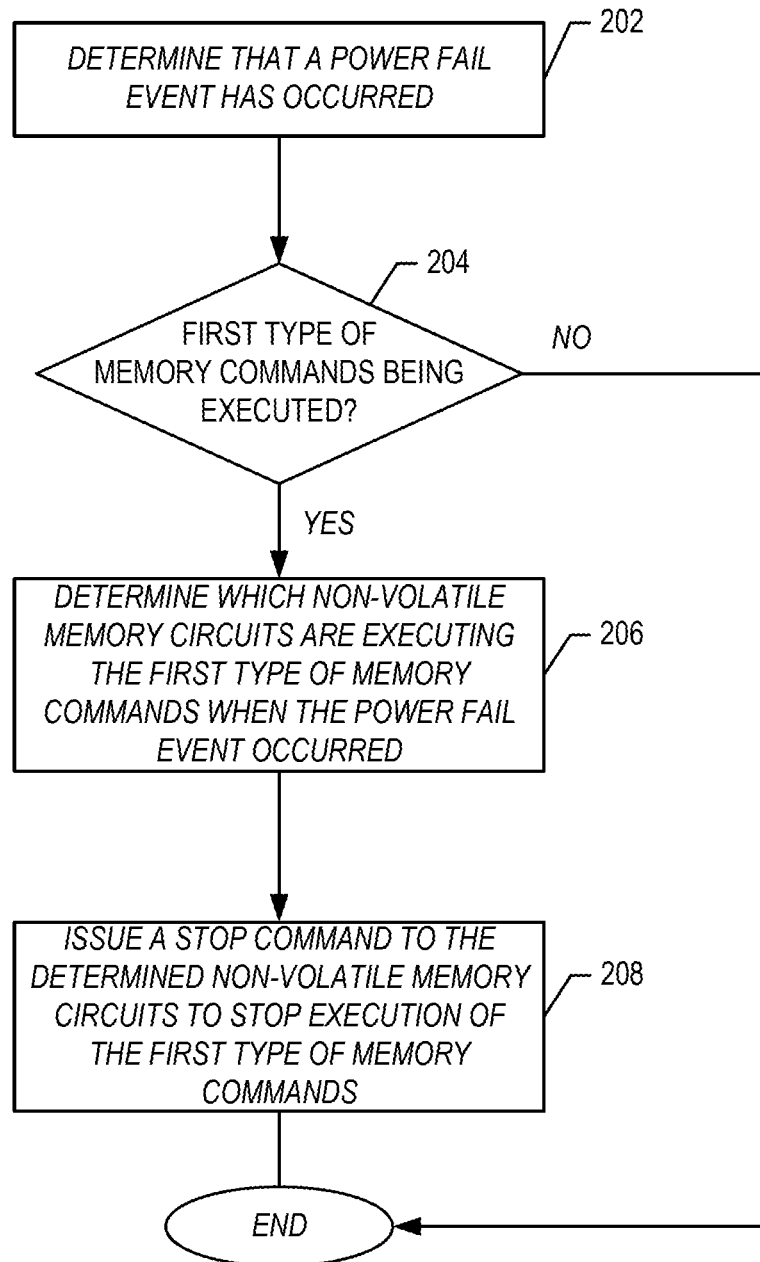 202
DETERMINE THAT A POWER FAIL
EVENT HAS OCCURRED
204
FIRST TYPE OF
MEMORY COMMANDS BEING
EXECUTED?
NO
YES
DETERMINE WHICH NON-VOLATILE
MEMORY CIRCUITS ARE EXECUTING
THE FIRST TYPE OF MEMORY
COMMANDS WHEN THE POWER FAIL
EVENT OCCURRED
206
ISSUE A STOP COMMAND TO THE
DETERMINED NON-VOLATILE MEMORY
CIRCUITS TO STOP EXECUTION OF
THE FIRST TYPE OF MEMORY
COMMANDS
208
END